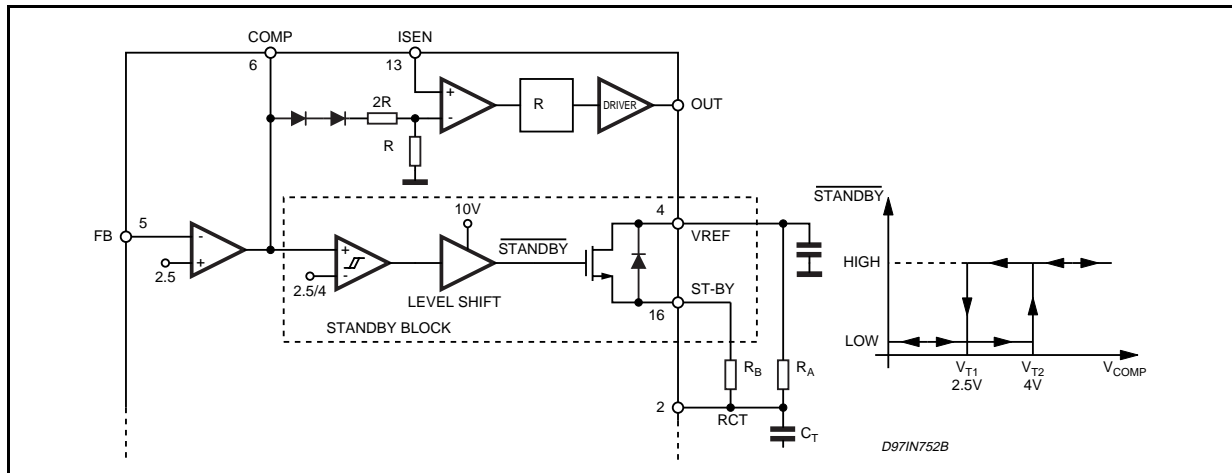 COMP
ISEN
6
13
2R
+
-
R
DRIVER
OUT
R
10V
4
STANDBY
HIGH
FB
5
-
+
2.5
+
-
2.5/4
STANDBY
VREF
LEVEL SHIFT
ST-BY
STANDBY BLOCK
16
LOW
RB
RA
VT1
VT2
VCOMP
2.5V
4V
2
RCT
CT
D97IN752B